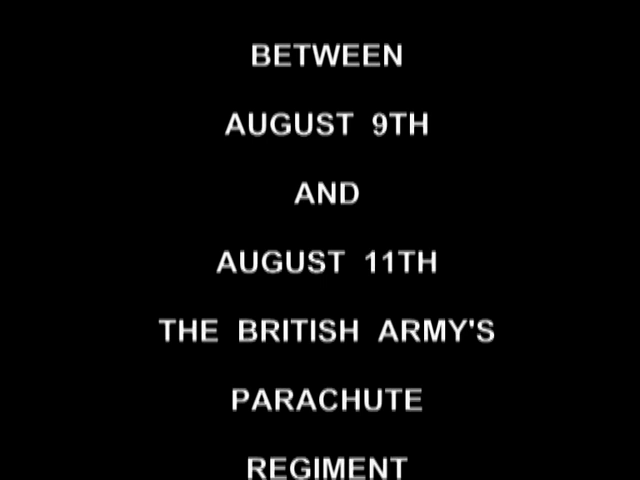 BETWEEN
AUGUST 9TH
AND
AUGUST 11TH
THE BRITISH ARMY'S
PARACHUTE
REGIMENT